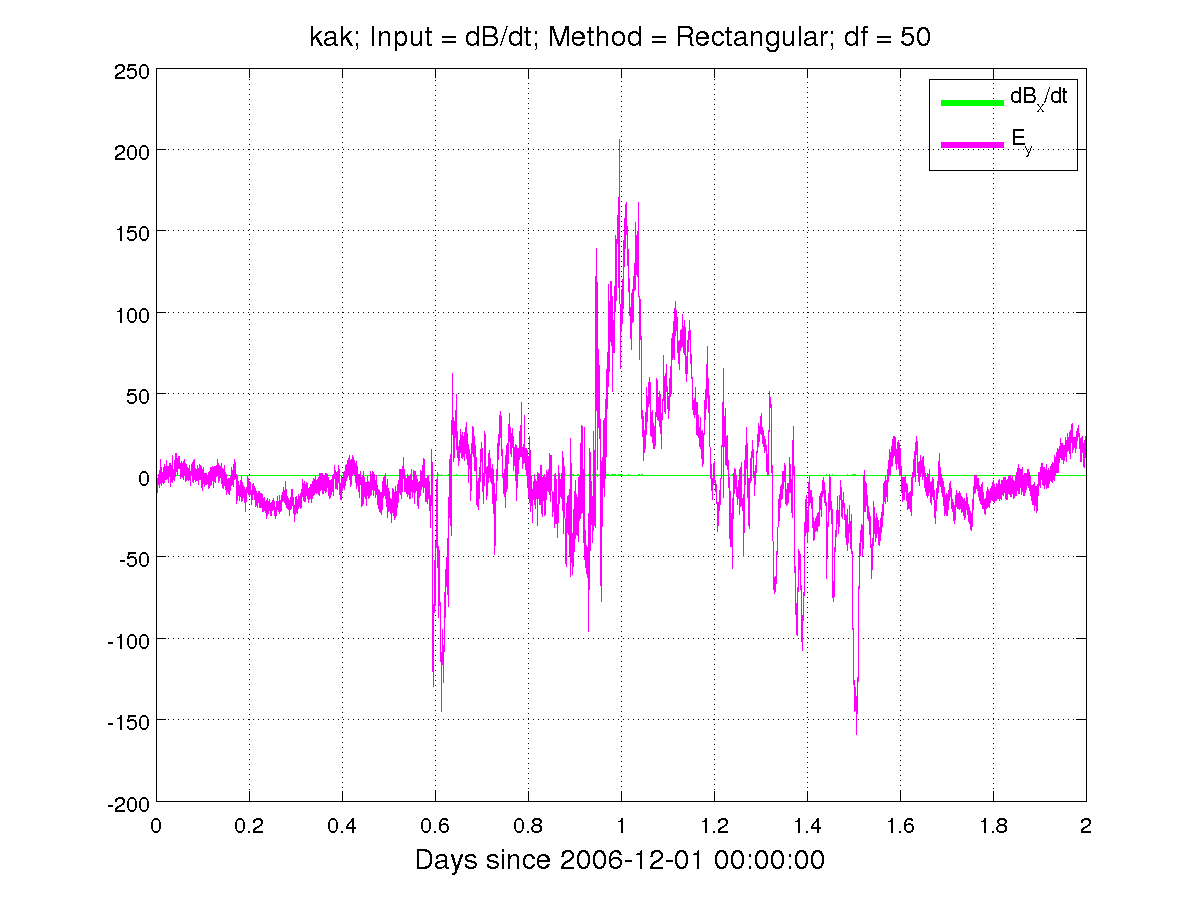 kak; Input = dB/dt; Method = Rectangular; df = 50
250
200
150
100
50
0
-50
-100
-150
-200
dBx/dt
Ey
0 0.2 0.4 0.6 0.8 1 1.2 1.4 1.6 1.8 2
Days since 2006-12-01 00:00:00